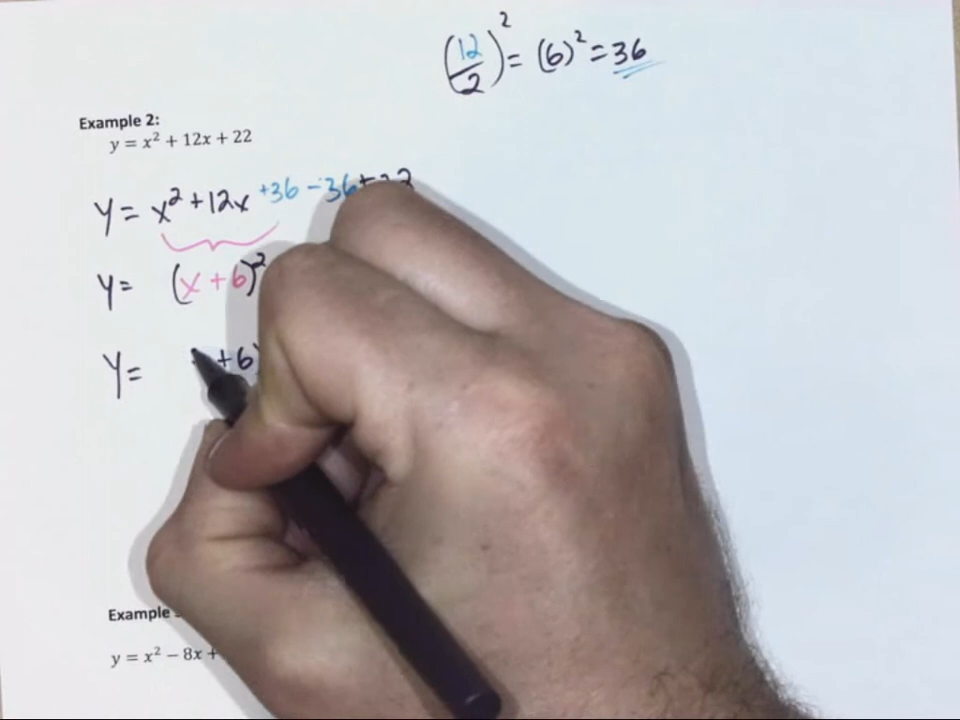 (12/2)² = (6)² = 36
Example 2:
y = x² + 12x + 22
y = x² + 12x +36 − 36
y = (x + 6)²
y = + 6
Example
y = x² − 8x +